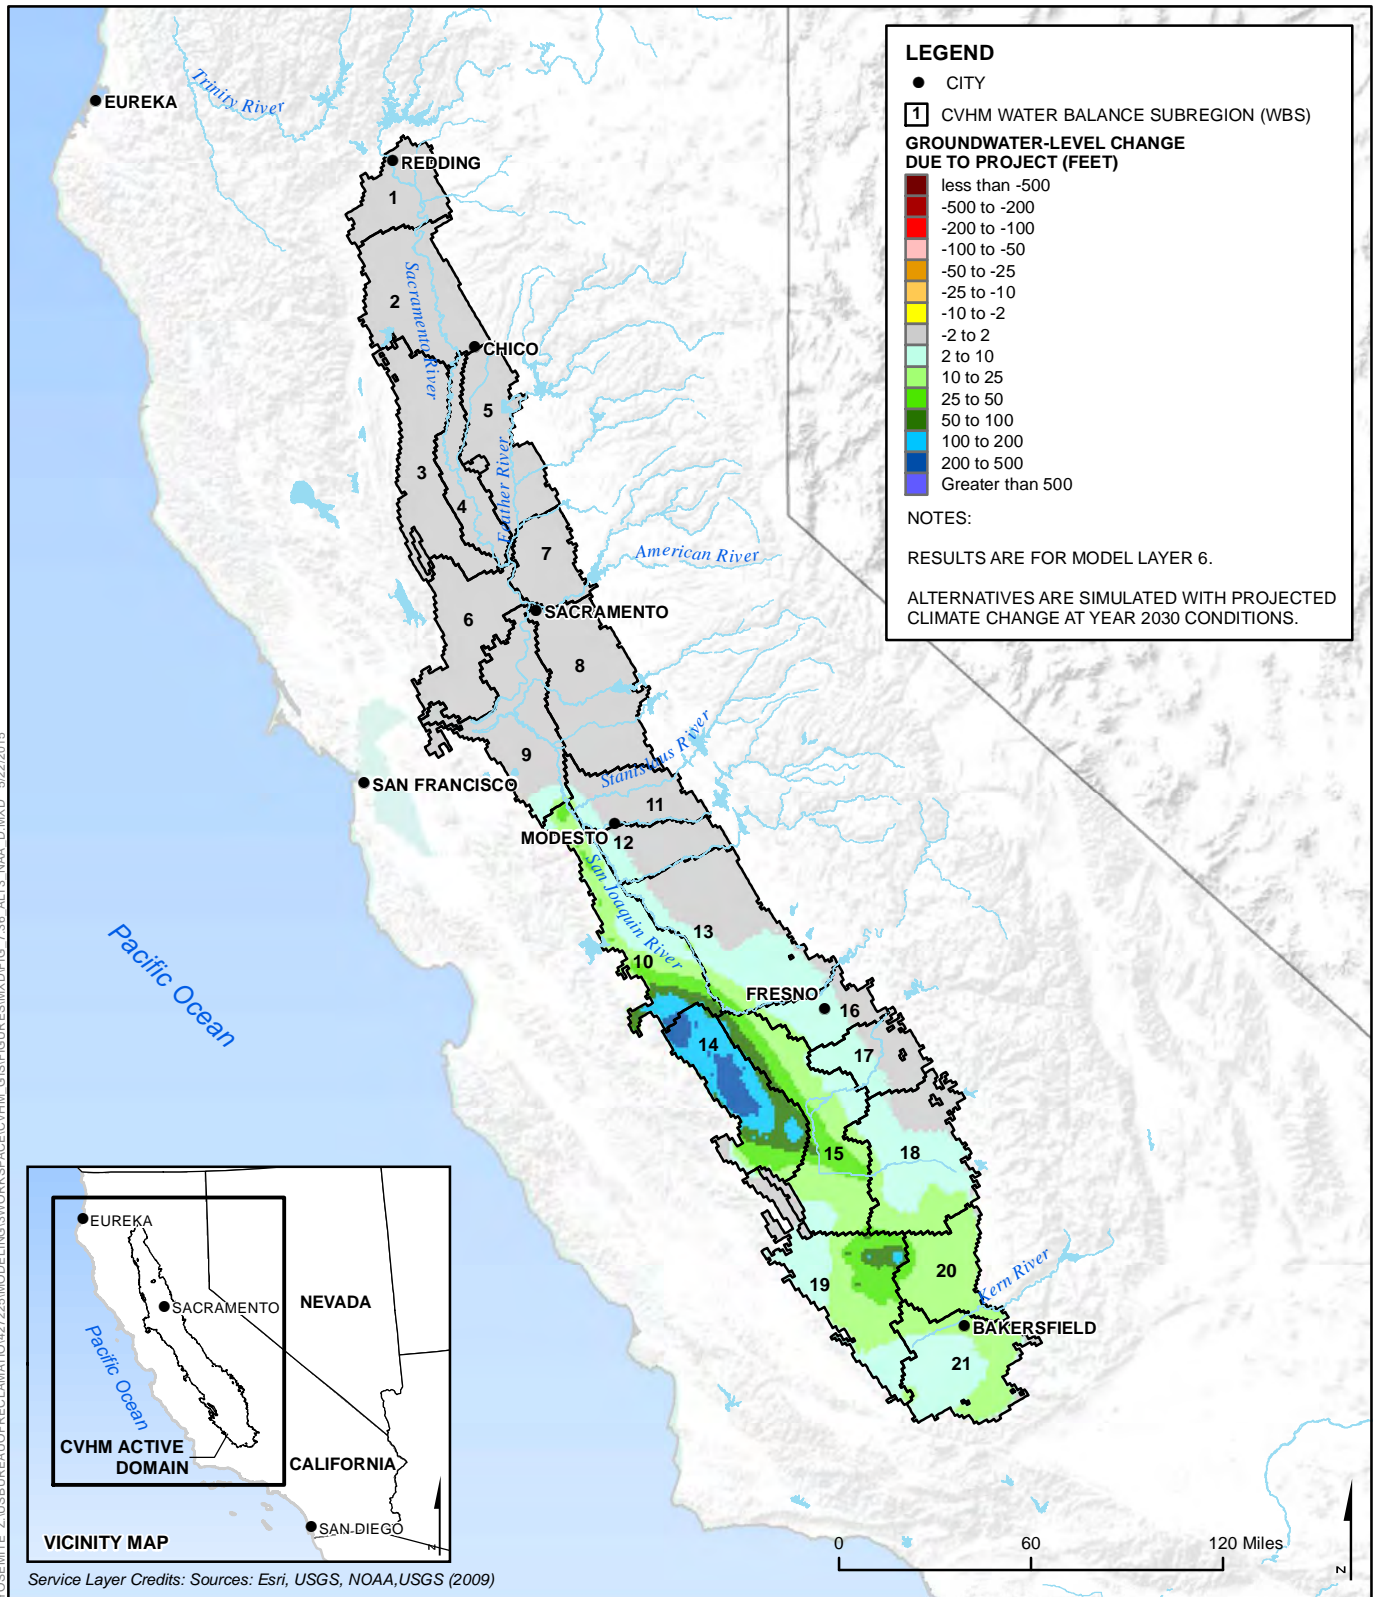 EUREKA
Trinity River
REDDING
1
2
Sacramento River
CHICO
5
3
4
Feather River
7
American River
SACRAMENTO
6
8
9
Stanislaus River
SAN FRANCISCO
11
MODESTO
12
San Joaquin River
13
10
FRESNO
16
14
17
15
18
19
20
Kern River
BAKERSFIELD
21
Pacific Ocean
LEGEND
CITY
1 CVHM WATER BALANCE SUBREGION (WBS)
GROUNDWATER-LEVEL CHANGE
DUE TO PROJECT (FEET)
less than -500
-500 to -200
-200 to -100
-100 to -50
-50 to -25
-25 to -10
-10 to -2
-2 to 2
2 to 10
10 to 25
25 to 50
50 to 100
100 to 200
200 to 500
Greater than 500
NOTES:
RESULTS ARE FOR MODEL LAYER 6.
ALTERNATIVES ARE SIMULATED WITH PROJECTED
CLIMATE CHANGE AT YEAR 2030 CONDITIONS.
EUREKA
SACRAMENTO
NEVADA
Pacific Ocean
CVHM ACTIVE
DOMAIN
CALIFORNIA
SAN DIEGO
VICINITY MAP
N
0 60 120 Miles
N
Service Layer Credits: Sources: Esri, USGS, NOAA,USGS (2009)